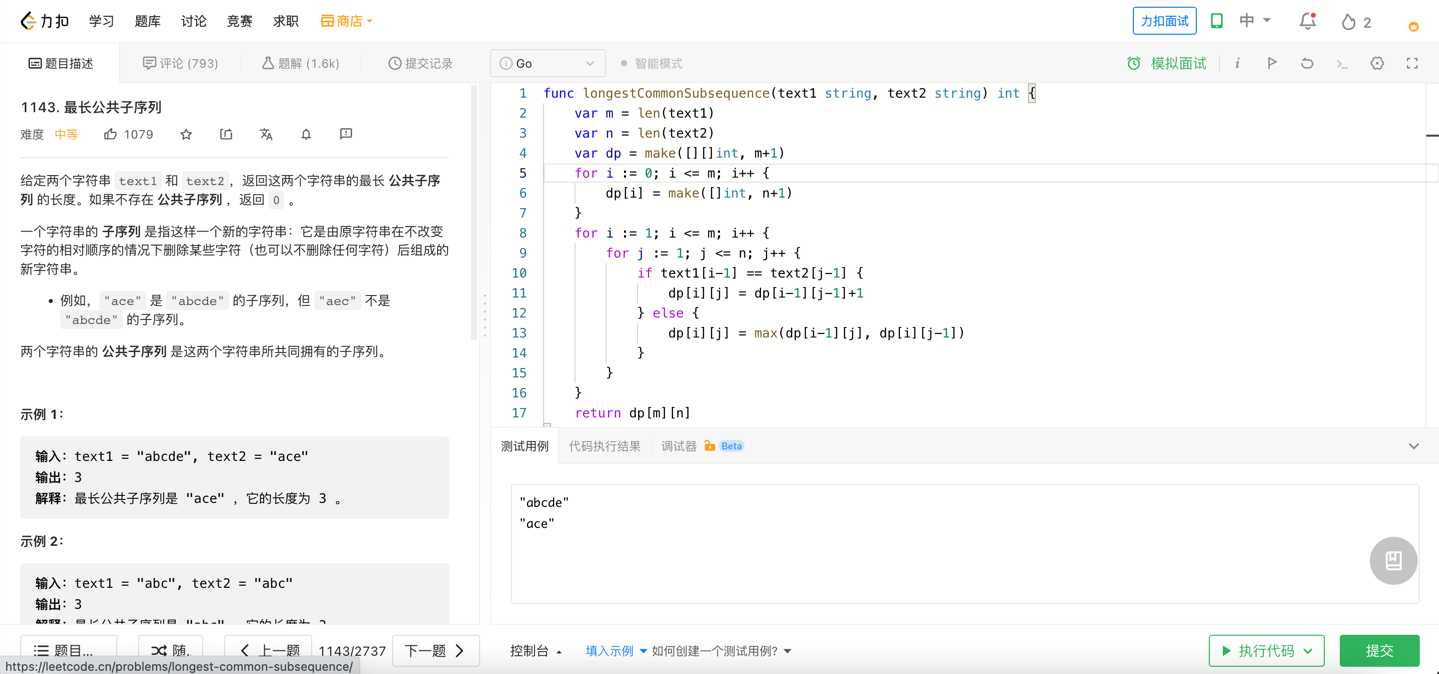 力扣 学习 题库 讨论 竞赛 求职 商店 力扣面试 中 2
题目描述 评论 (793) 题解 (1.6k) 提交记录
1143. 最长公共子序列
难度 中等 1079
给定两个字符串 text1 和 text2，返回这两个字符串的最长 公共子序
列 的长度。如果不存在 公共子序列 ，返回 0 。
一个字符串的 子序列 是指这样一个新的字符串：它是由原字符串在不改变
字符的相对顺序的情况下删除某些字符（也可以不删除任何字符）后组成的
新字符串。
• 例如，"ace" 是 "abcde" 的子序列，但 "aec" 不是
"abcde" 的子序列。
两个字符串的 公共子序列 是这两个字符串所共同拥有的子序列。
示例 1：
输入：text1 = "abcde", text2 = "ace"
输出：3
解释：最长公共子序列是 "ace" ，它的长度为 3 。
示例 2：
输入：text1 = "abc", text2 = "abc"
输出：3
解释：最长公共子序列是 "abc" ，它的长度为 3
题目... 随. 上一题 1143/2737 下一题
https://leetcode.cn/problems/longest-common-subsequence/
Go 智能模式 模拟面试
1 func longestCommonSubsequence(text1 string, text2 string) int {
2 var m = len(text1)
3 var n = len(text2)
4 var dp = make([][]int, m+1)
5 for i := 0; i <= m; i++ {
6 dp[i] = make([]int, n+1)
7 }
8 for i := 1; i <= m; i++ {
9 for j := 1; j <= n; j++ {
10 if text1[i-1] == text2[j-1] {
11 dp[i][j] = dp[i-1][j-1]+1
12 } else {
13 dp[i][j] = max(dp[i-1][j], dp[i][j-1])
14 }
15 }
16 }
17 return dp[m][n]
测试用例 代码执行结果 调试器 Beta
"abcde"
"ace"
控制台 填入示例 如何创建一个测试用例? 执行代码 提交